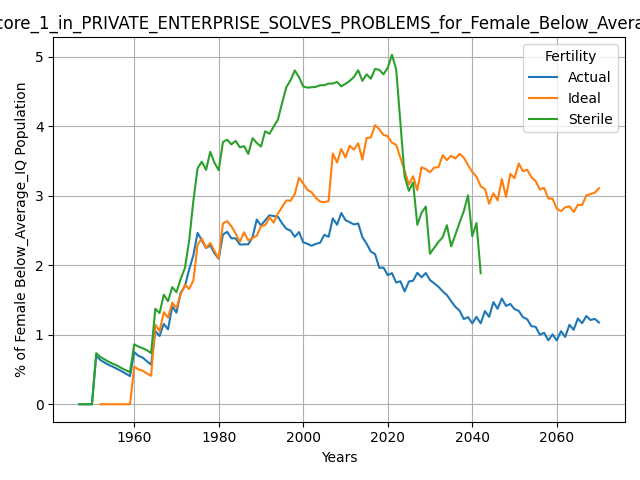 core_1_in_PRIVATE_ENTERPRISE_SOLVES_PROBLEMS_for_Female_Below_Avera
% of Female Below_Average_IQ Population
5
4
3
2
1
0
1960 1980 2000 2020 2040 2060
Years
Fertility
Actual
Ideal
Sterile